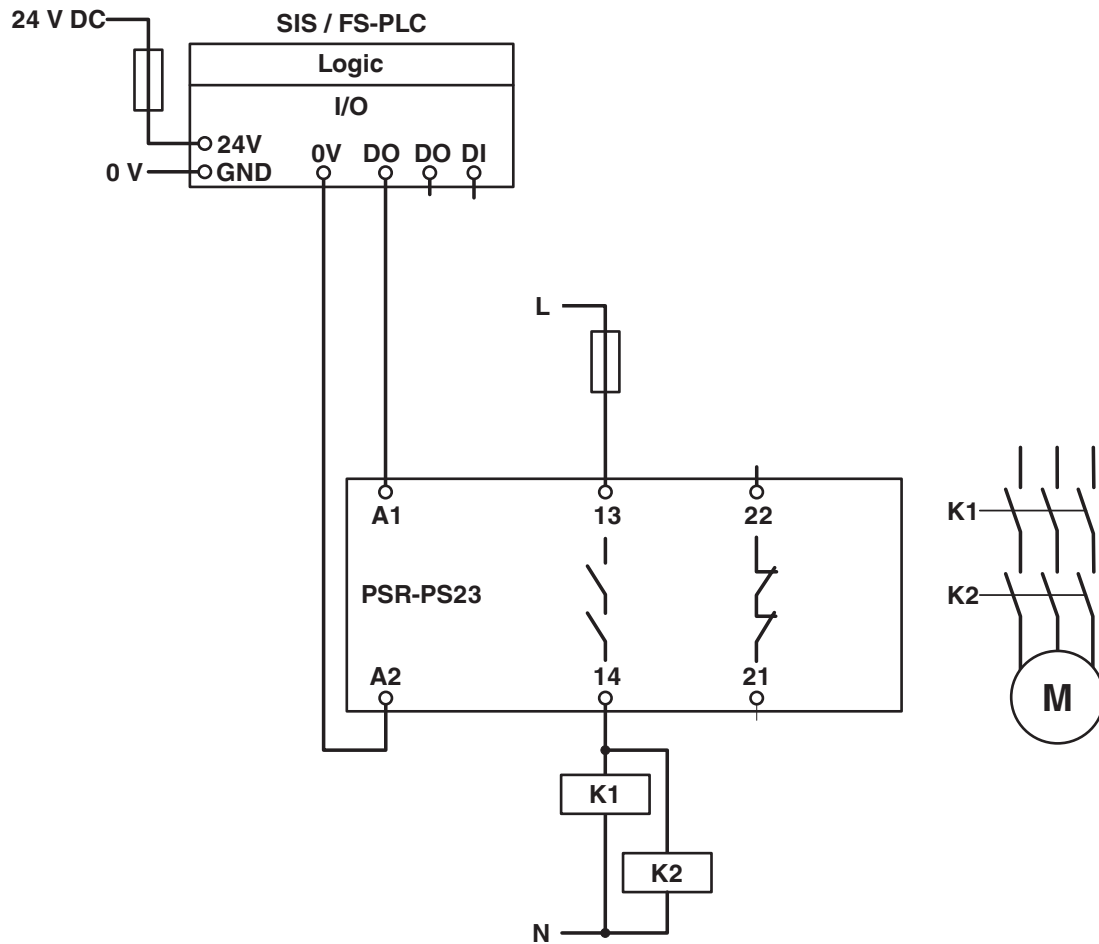 24 V DC
SIS / FS-PLC
Logic
I/O
24V
0V DO DO DI
0 V
GND
L
A1 13 22
K1
PSR-PS23
K2
A2 14 21
M
K1
K2
N